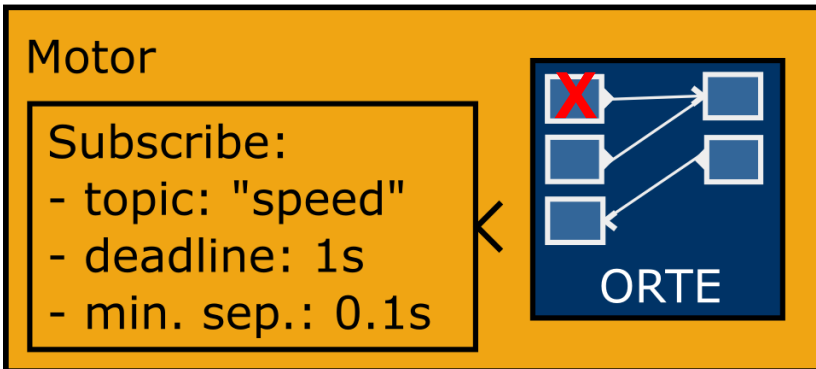 Motor
Subscribe:
- topic: "speed"
- deadline: 1s
- min. sep.: 0.1s
X
ORTE